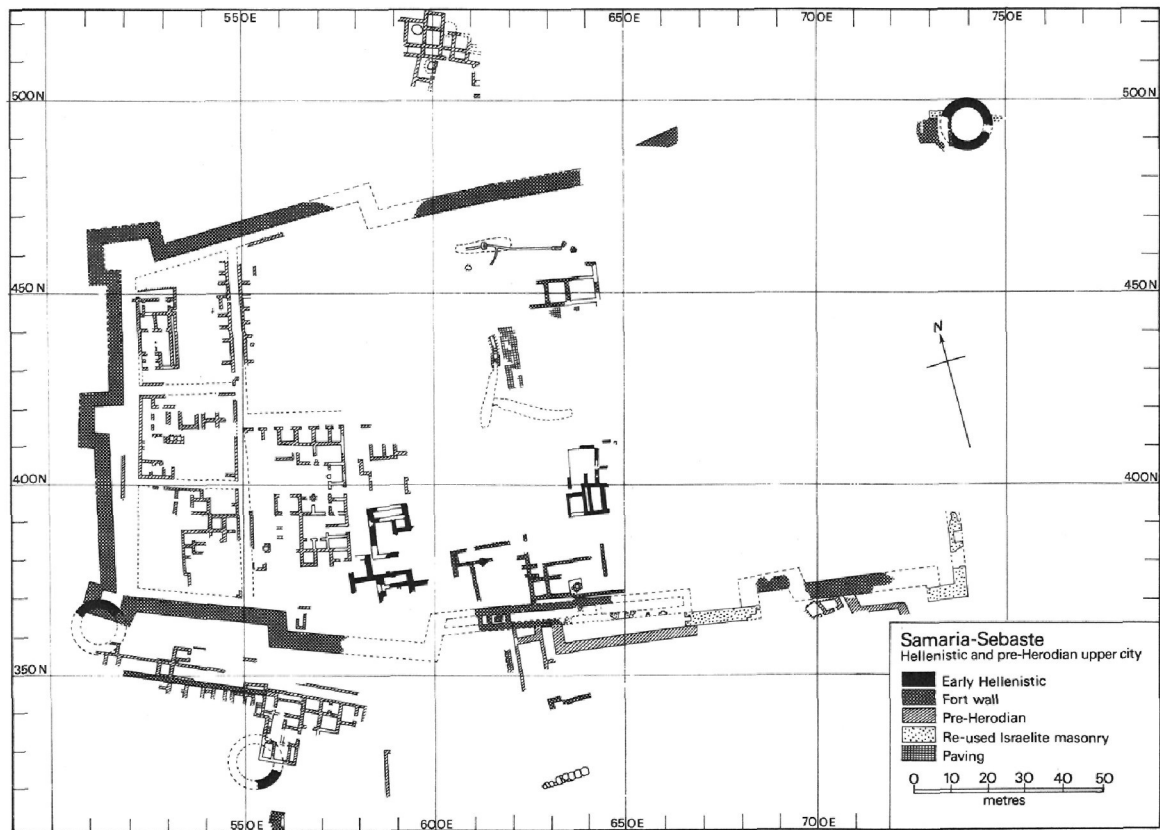 550E 600E 650E 700E 750E
500N 500N
450N 450N
N
400N 400N
350N
550E 600E 650E 700E
Samaria-Sebaste
Hellenistic and pre-Herodian upper city
Early Hellenistic
Fort wall
Pre-Herodian
Re-used Israelite masonry
Paving
0 10 20 30 40 50
metres